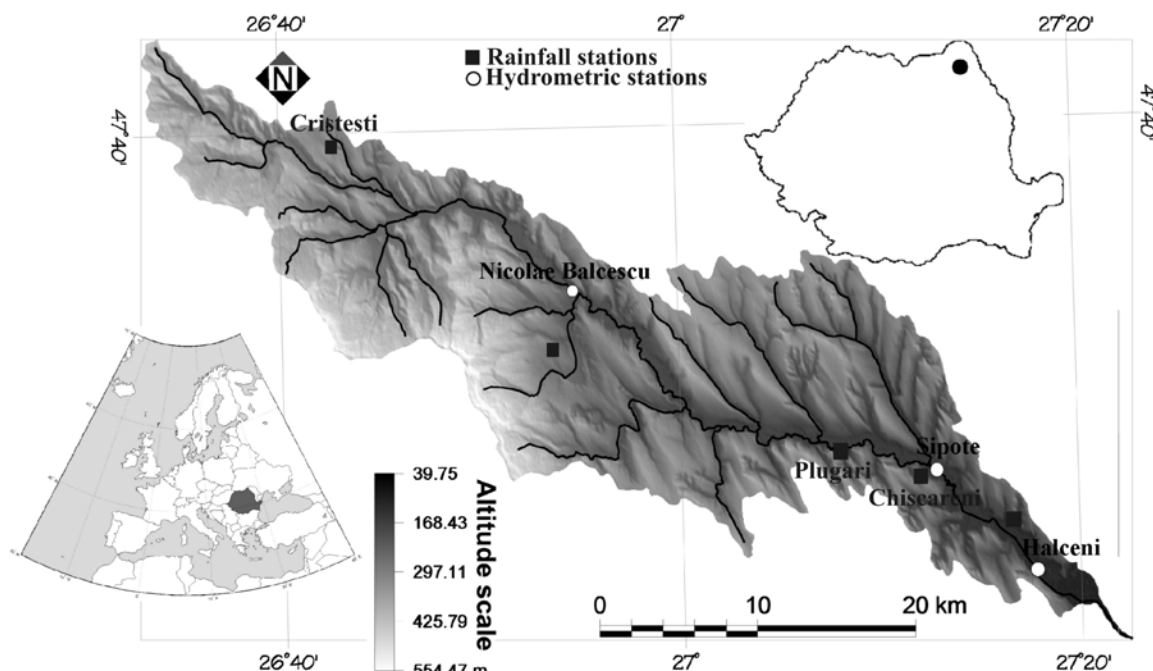 26°40'
27°
27°20'
Rainfall stations
Hydrometric stations
N
Cristesti
47°40'
47°40'
Nicolae Balcescu
Sipote
Plugari
Chiscareni
Halceni
39.75
168.43
297.11
425.79
554.47 m
Altitude scale
0 10 20 km
26°40'
27°
27°20'